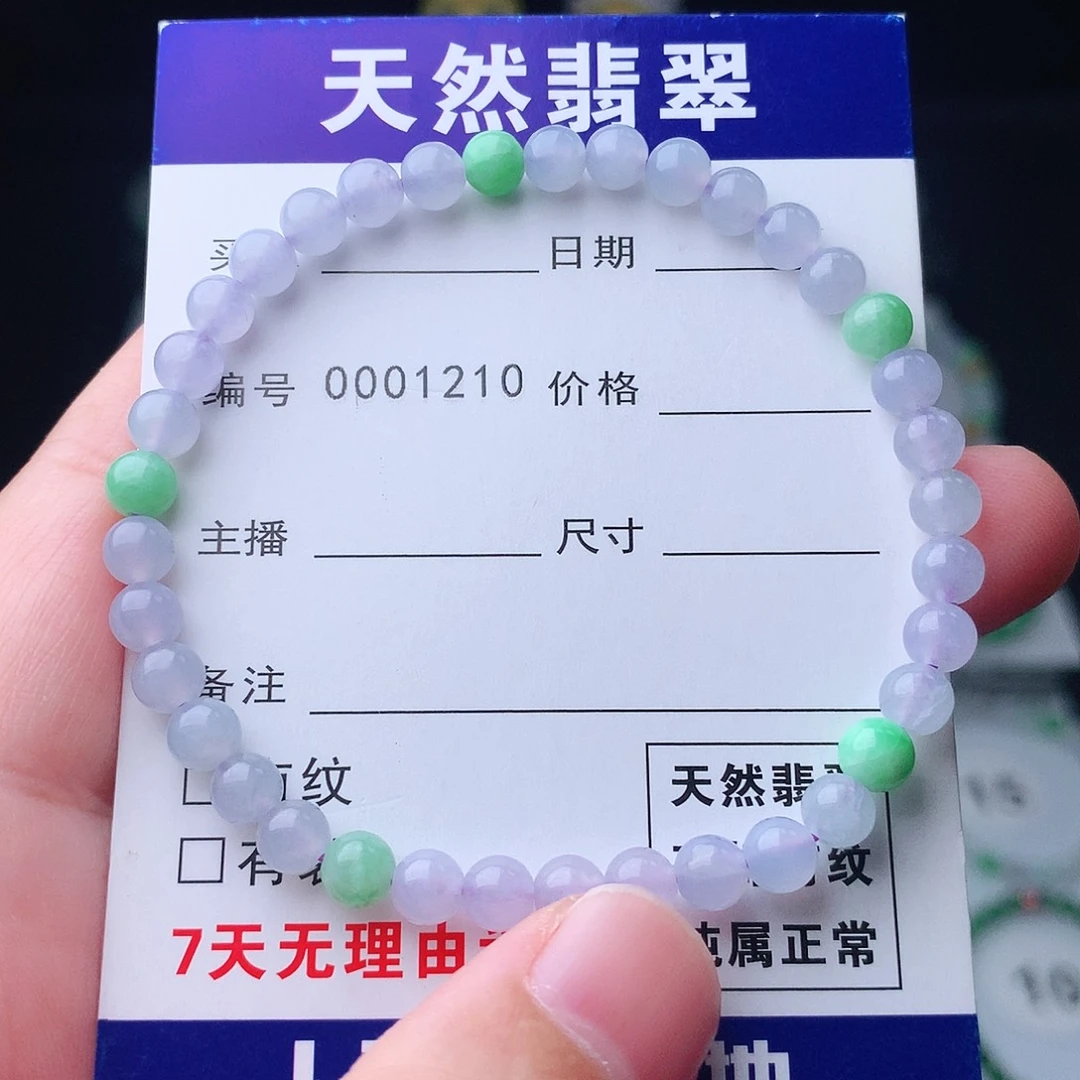 天然翡翠
日期
编号 0001210 价格
主播 尺寸
备注
□ 纹
□ 有
天然翡
纹
属正常
7天无理由